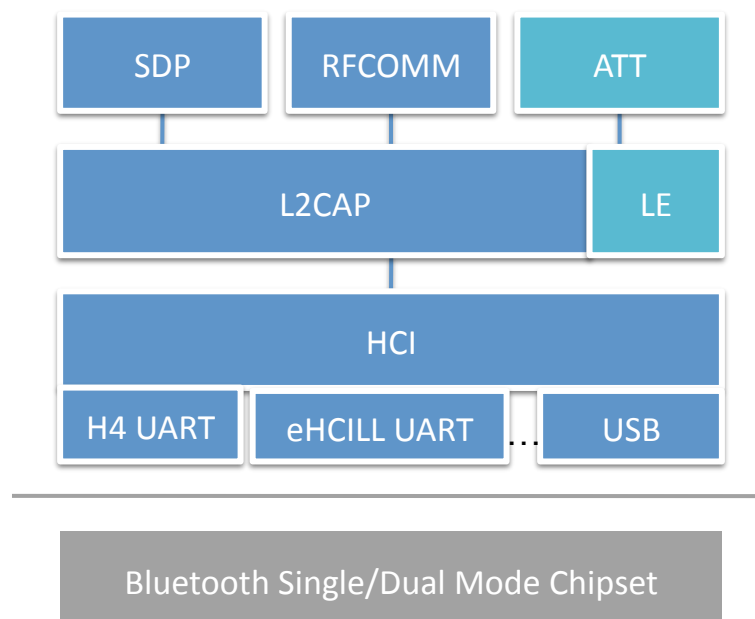 SDP RFCOMM ATT
L2CAP LE
HCI
H4 UART eHCILL UART ... USB
Bluetooth Single/Dual Mode Chipset